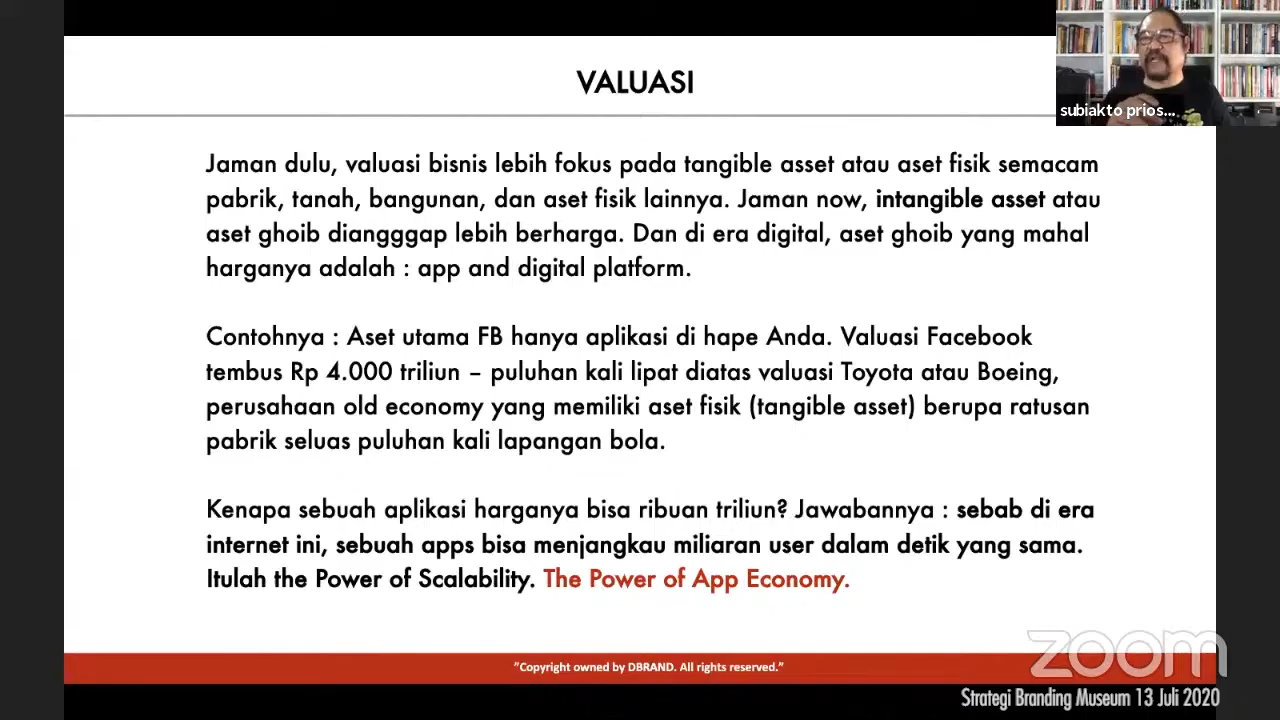 VALUASI
subiakto prios...
Jaman dulu, valuasi bisnis lebih fokus pada tangible asset atau aset fisik semacam
pabrik, tanah, bangunan, dan aset fisik lainnya. Jaman now, intangible asset atau
aset ghoib diangggap lebih berharga. Dan di era digital, aset ghoib yang mahal
harganya adalah : app and digital platform.
Contohnya : Aset utama FB hanya aplikasi di hape Anda. Valuasi Facebook
tembus Rp 4.000 triliun – puluhan kali lipat diatas valuasi Toyota atau Boeing,
perusahaan old economy yang memiliki aset fisik (tangible asset) berupa ratusan
pabrik seluas puluhan kali lapangan bola.
Kenapa sebuah aplikasi harganya bisa ribuan triliun? Jawabannya : sebab di era
internet ini, sebuah apps bisa menjangkau miliaran user dalam detik yang sama.
Itulah the Power of Scalability. The Power of App Economy.
"Copyright owned by DBRAND. All rights reserved."
zoom
Strategi Branding Museum 13 Juli 2020